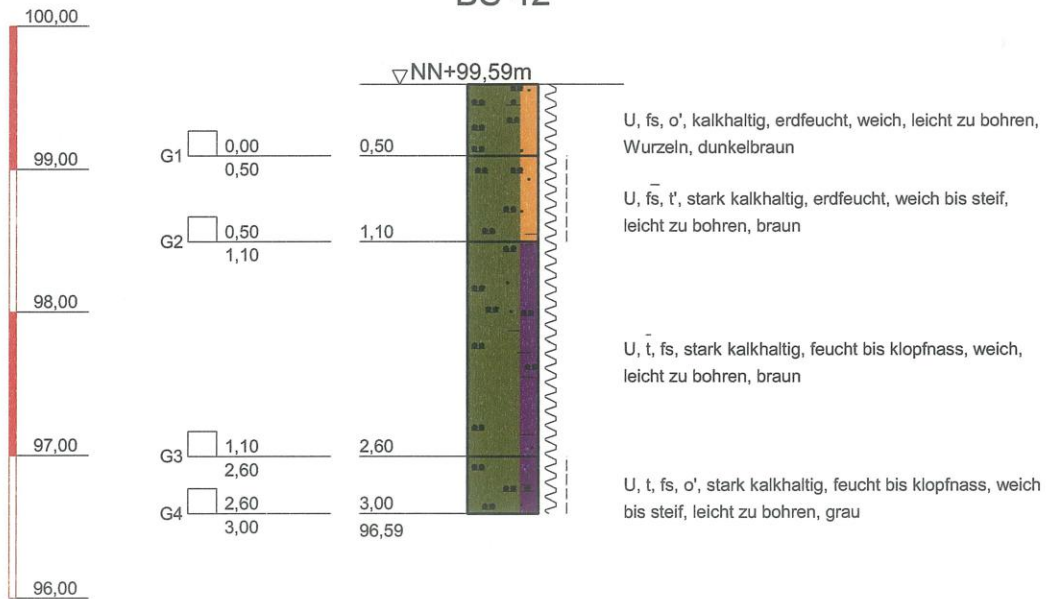 100,00
NN+99,59m
U, fs, o', kalkhaltig, erdfeucht, weich, leicht zu bohren,
Wurzeln, dunkelbraun
G1 0,00 0,50
99,00
0,50
U, f̄s, t', stark kalkhaltig, erdfeucht, weich bis steif,
leicht zu bohren, braun
G2 0,50 1,10
1,10
98,00
U, t̄, fs, stark kalkhaltig, feucht bis klopfnass, weich,
leicht zu bohren, braun
97,00
G3 1,10 2,60
2,60
U, t, fs, o', stark kalkhaltig, feucht bis klopfnass, weich
bis steif, leicht zu bohren, grau
G4 2,60 3,00
3,00 96,59
96,00